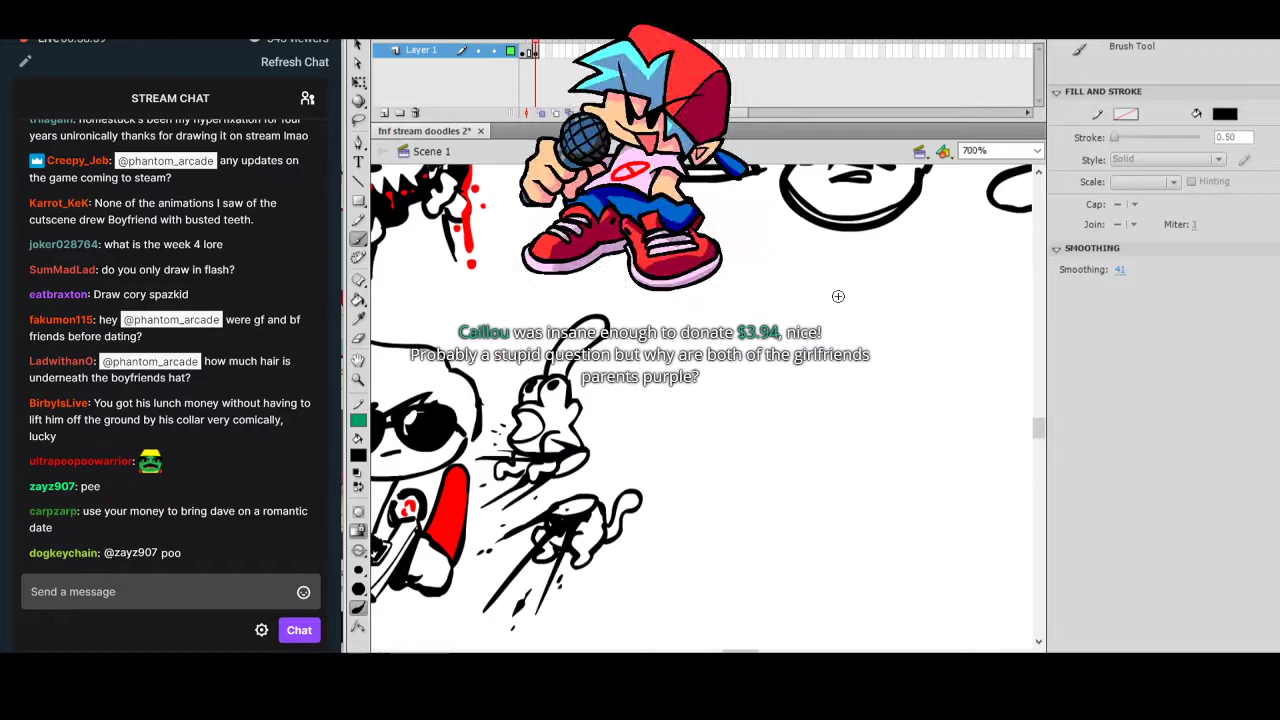 Refresh Chat
STREAM CHAT
four
years unironically thanks for drawing it on stream lmao
Creepy_Jeb: @phantom_arcade any updates on
the game coming to steam?
Karrot_KeK: None of the animations I saw of the
cutscene drew Boyfriend with busted teeth.
joker028764: what is the week 4 lore
SumMadLad: do you only draw in flash?
eatbraxton: Draw cory spazkid
fakumon115: hey @phantom_arcade were gf and bf
friends before dating?
LadwithanO: @phantom_arcade how much hair is
underneath the boyfriends hat?
BirbyIsLive: You got his lunch money without having to
lift him off the ground by his collar very comically,
lucky
ultrapoopoowarrior:
zayz907: pee
carpzarp: use your money to bring dave on a romantic
date
dogkeychain: @zayz907 poo
Send a message
Chat
Layer 1
fnf stream doodles 2*
Scene 1
700%
Caillou was insane enough to donate $3.94, nice!
Probably a stupid question but why are both of the girlfriends
parents purple?
Brush Tool
FILL AND STROKE
Stroke: 0.50
Style: Solid
Scale: Hinting
Cap:
Join: Miter: 3
SMOOTHING
Smoothing: 41